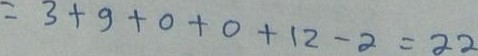 = 3 + 9 + 0 + 0 + 12 - 2 = 22